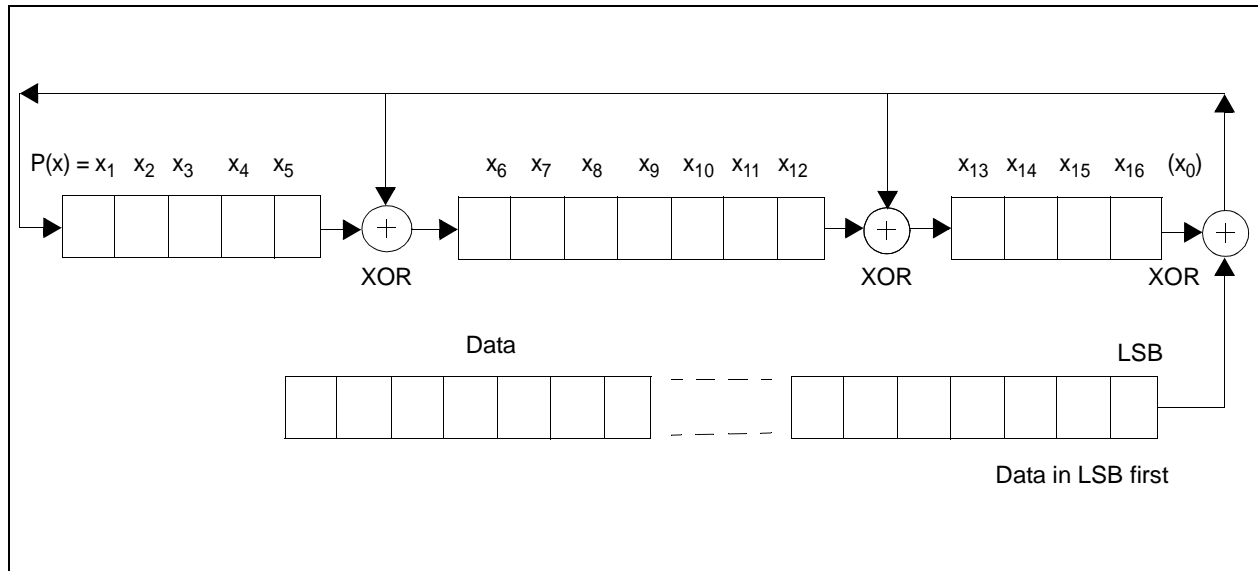 P(x) = x₁ x₂ x₃ x₄ x₅ x₆ x₇ x₈ x₉ x₁₀ x₁₁ x₁₂ x₁₃ x₁₄ x₁₅ x₁₆ (x₀)
+ + +
XOR XOR XOR
Data LSB
Data in LSB first